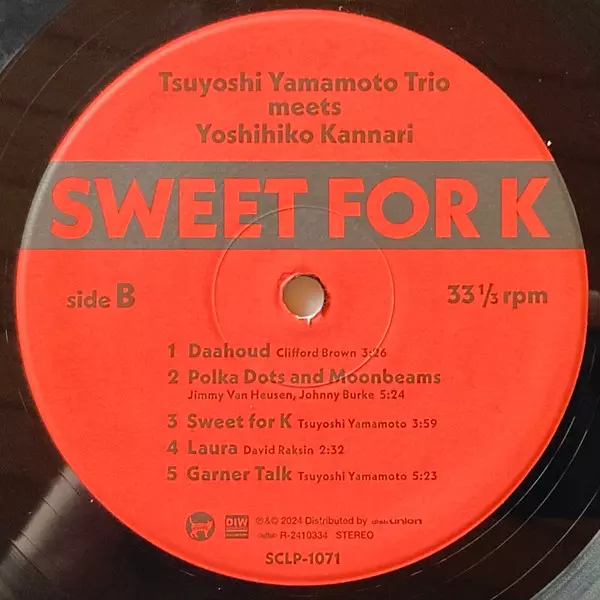 Tsuyoshi Yamamoto Trio
meets
Yoshihiko Kannari
SWEET FOR K
side B
33 1/3 rpm
1 Daahoud Clifford Brown 3:26
2 Polka Dots and Moonbeams
Jimmy Van Heusen, Johnny Burke 5:24
3 Sweet for K Tsuyoshi Yamamoto 3:59
4 Laura David Raksin 2:32
5 Garner Talk Tsuyoshi Yamamoto 5:23
DIW
℗&© 2024 Distributed by diskunion
R-2410334 STEREO
SCLP-1071